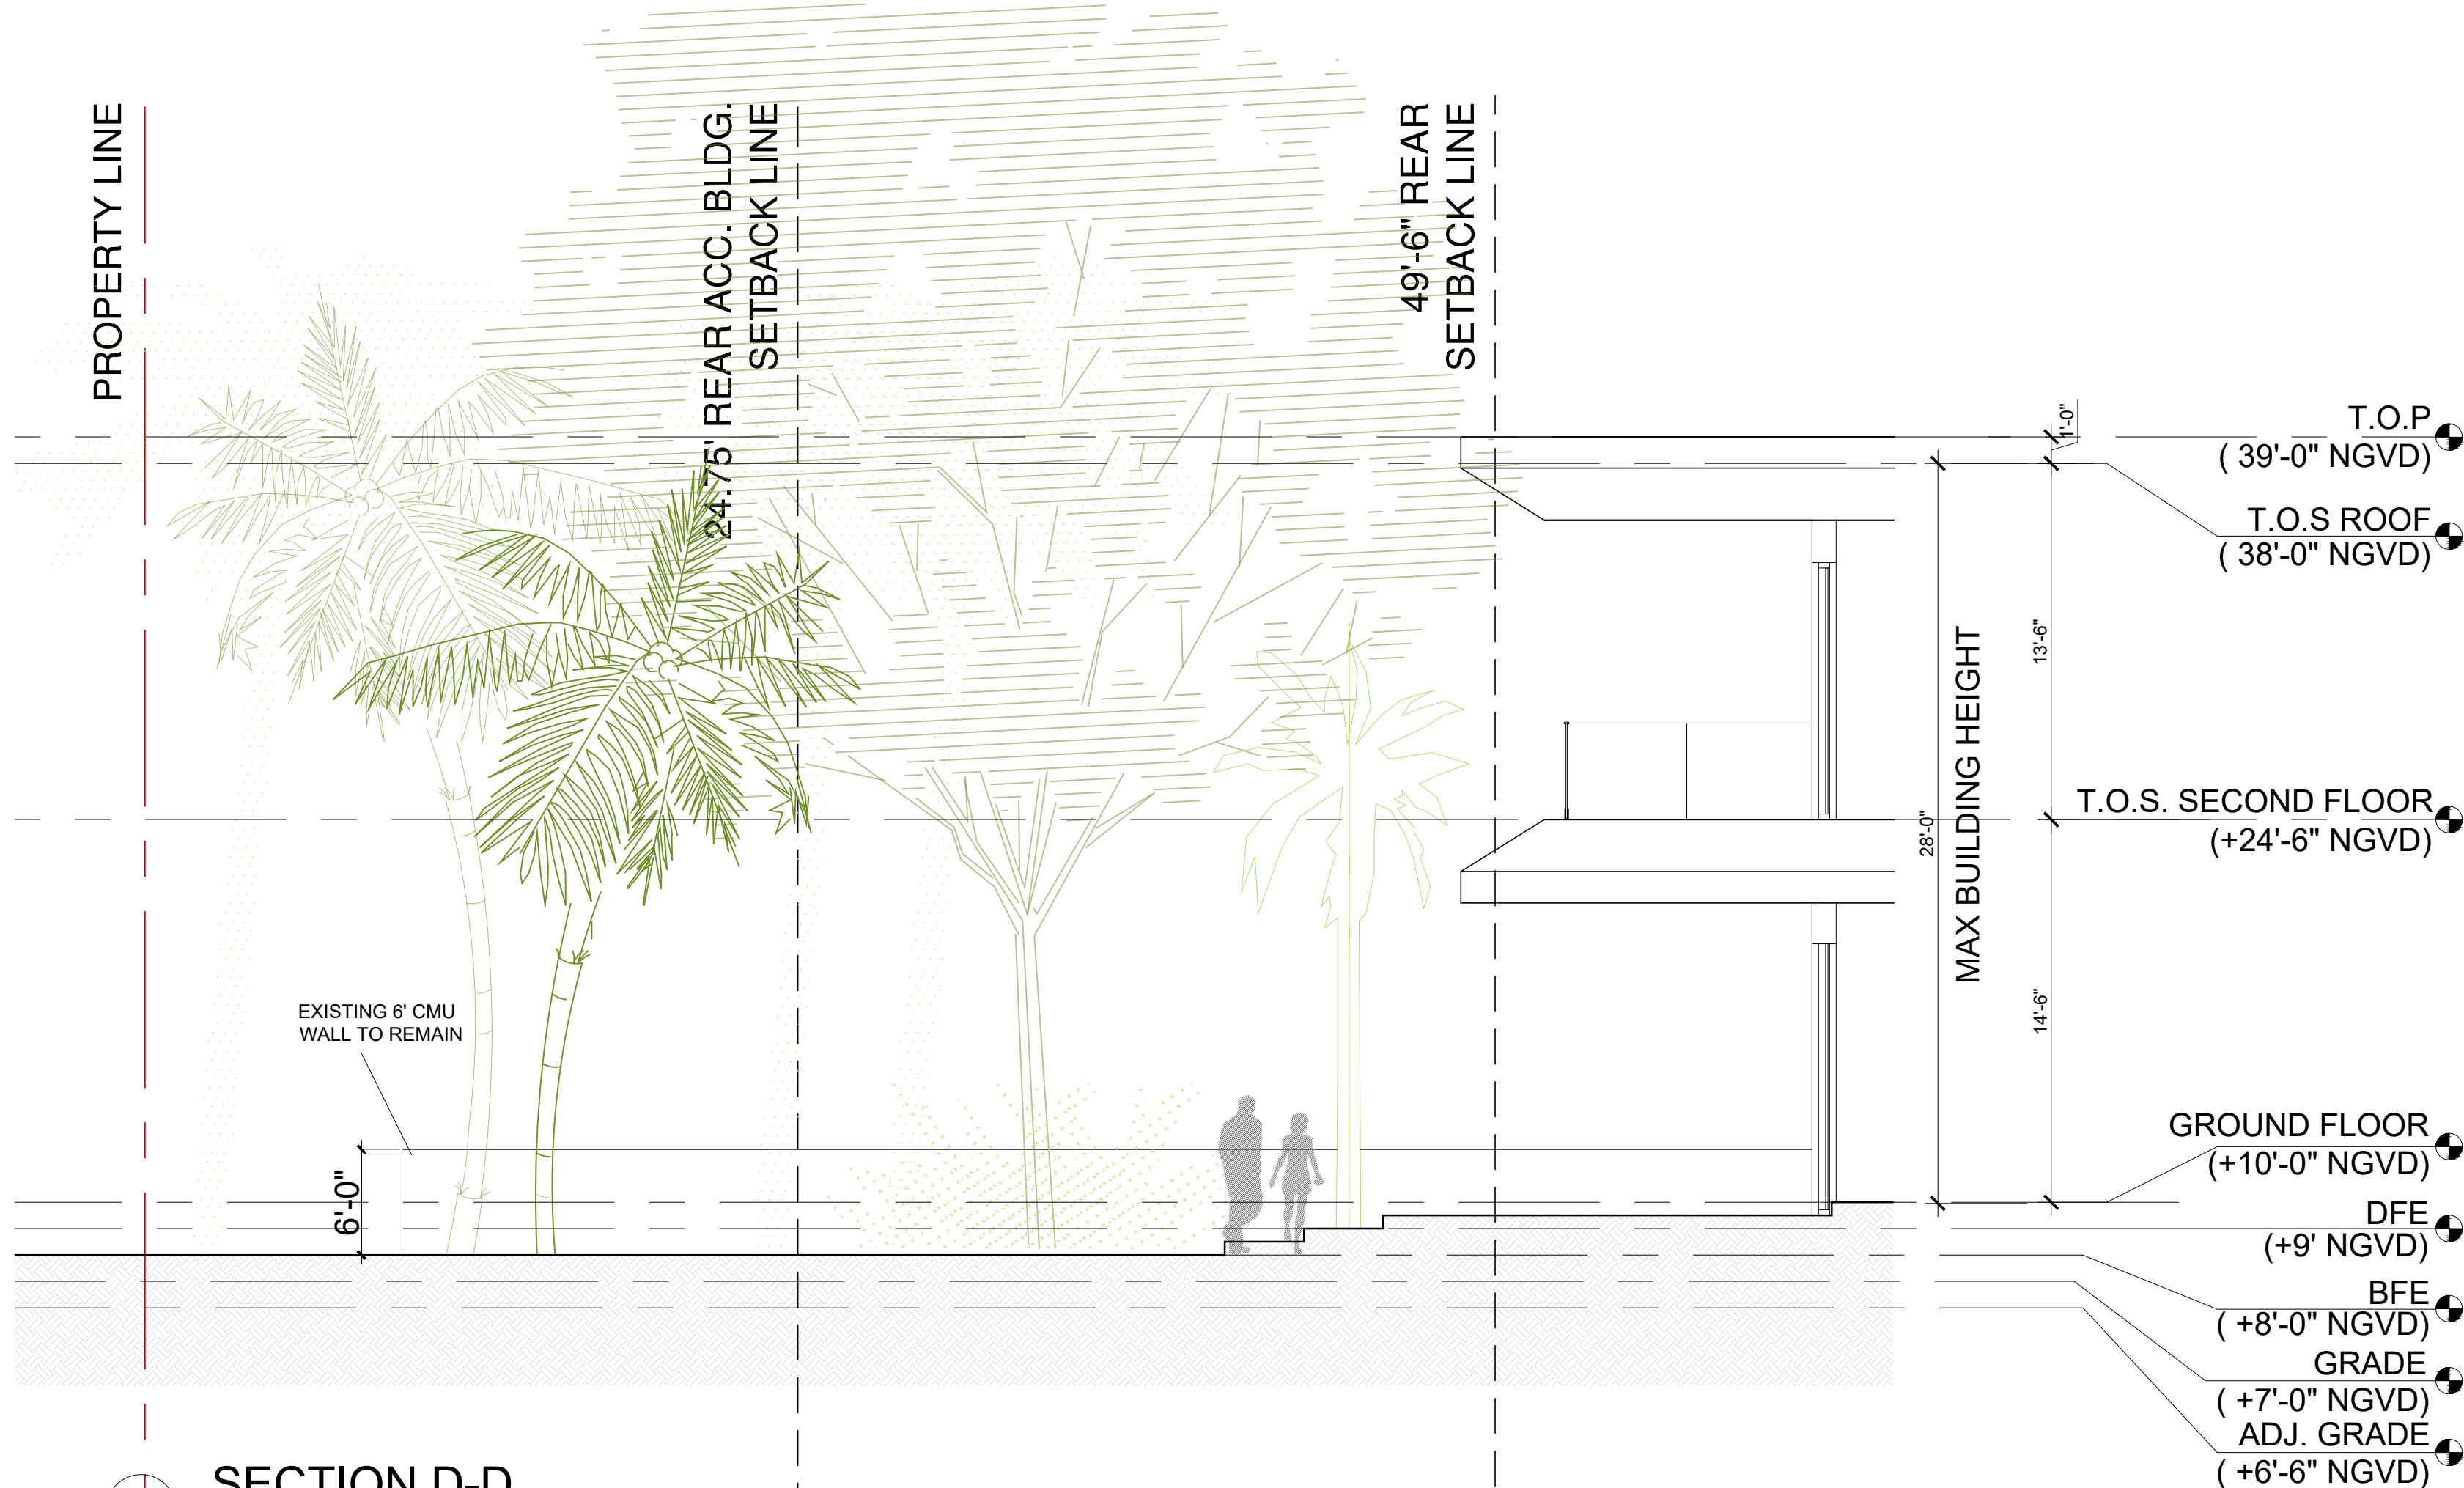 PROPERTY LINE
24.75' REAR ACC. BLDG.
SETBACK LINE
49'-6" REAR
SETBACK LINE
1'-0"
T.O.P
( 39'-0" NGVD)
T.O.S ROOF
( 38'-0" NGVD)
13'-6"
MAX BUILDING HEIGHT
28'-0"
T.O.S. SECOND FLOOR
(+24'-6" NGVD)
14'-6"
EXISTING 6' CMU
WALL TO REMAIN
6'-0"
GROUND FLOOR
(+10'-0" NGVD)
DFE
(+9' NGVD)
BFE
( +8'-0" NGVD)
GRADE
( +7'-0" NGVD)
ADJ. GRADE
( +6'-6" NGVD)
SECTION D-D